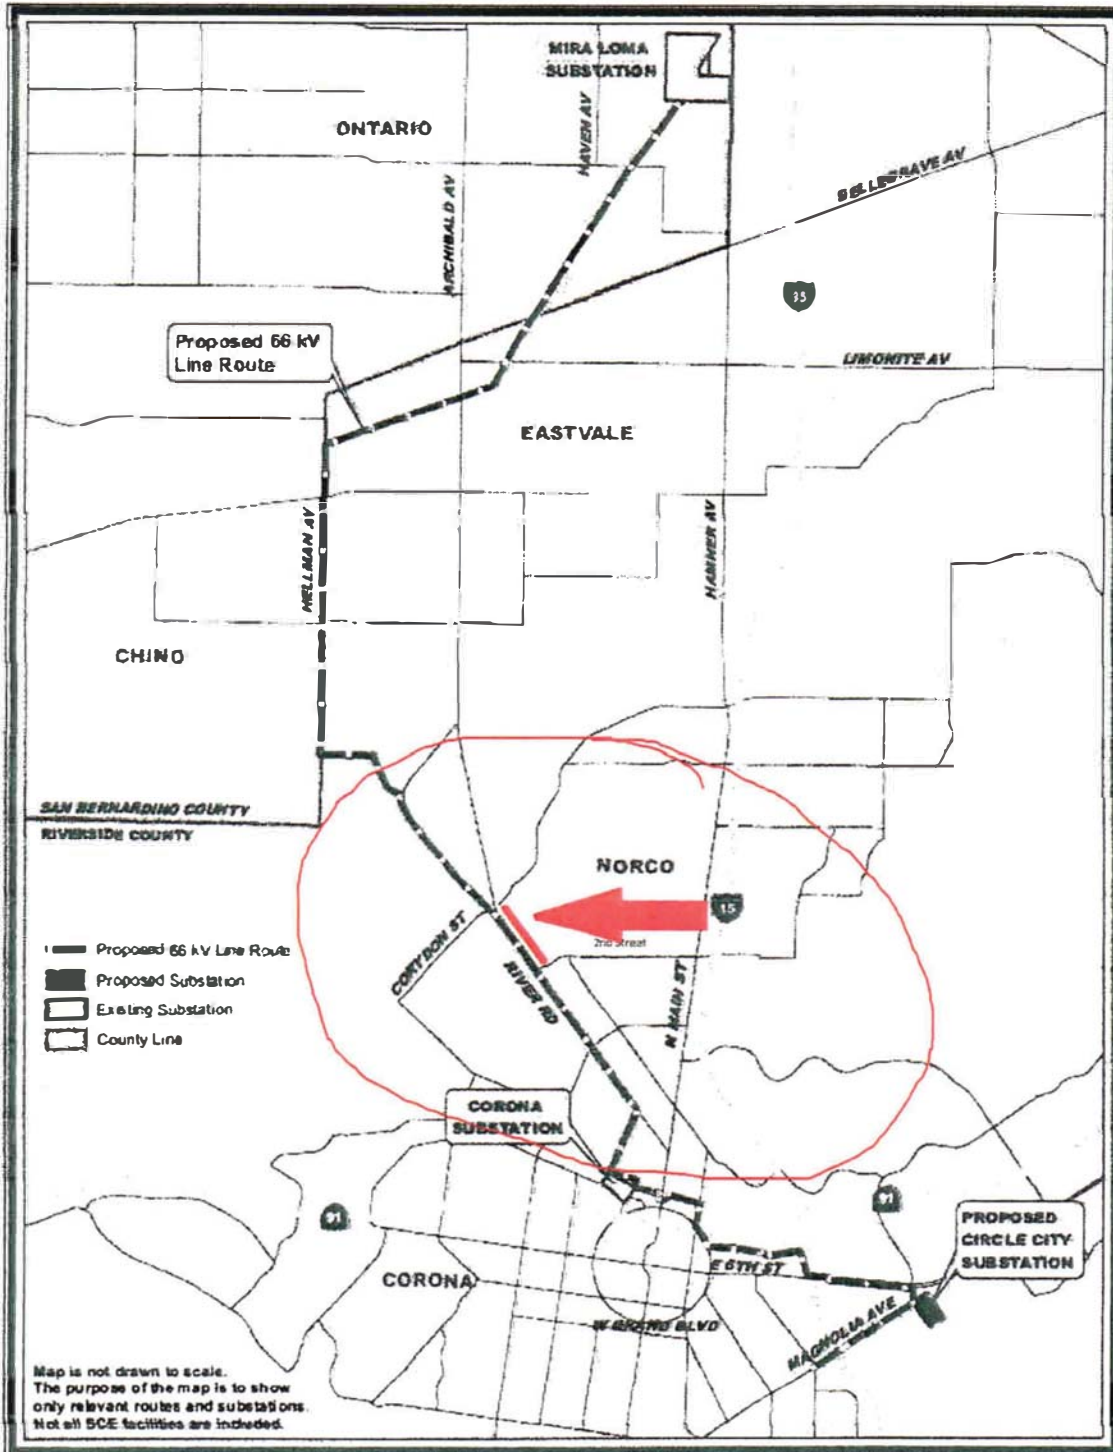 MIRA LOMA
SUBSTATION
ONTARIO
HAVEN AV
ARCHIBALD AV
BELLEGRAVE AV
Proposed 66 kV
Line Route
LIMONITE AV
EASTVALE
HELLMAN AV
HAMNER AV
CHINO
SAN BERNARDINO COUNTY
RIVERSIDE COUNTY
NORCO
15
2nd Street
CORYDON ST
RIVER RD
N MAIN ST
Proposed 66 kV Line Route
Proposed Substation
Existing Substation
County Line
CORONA
SUBSTATION
91
91
PROPOSED
CIRCLE CITY
SUBSTATION
CORONA
E 6TH ST
W GRAND BLVD
MAGNOLIA AVE
Map is not drawn to scale.
The purpose of the map is to show
only relevant routes and substations.
Not all SCE facilities are included.